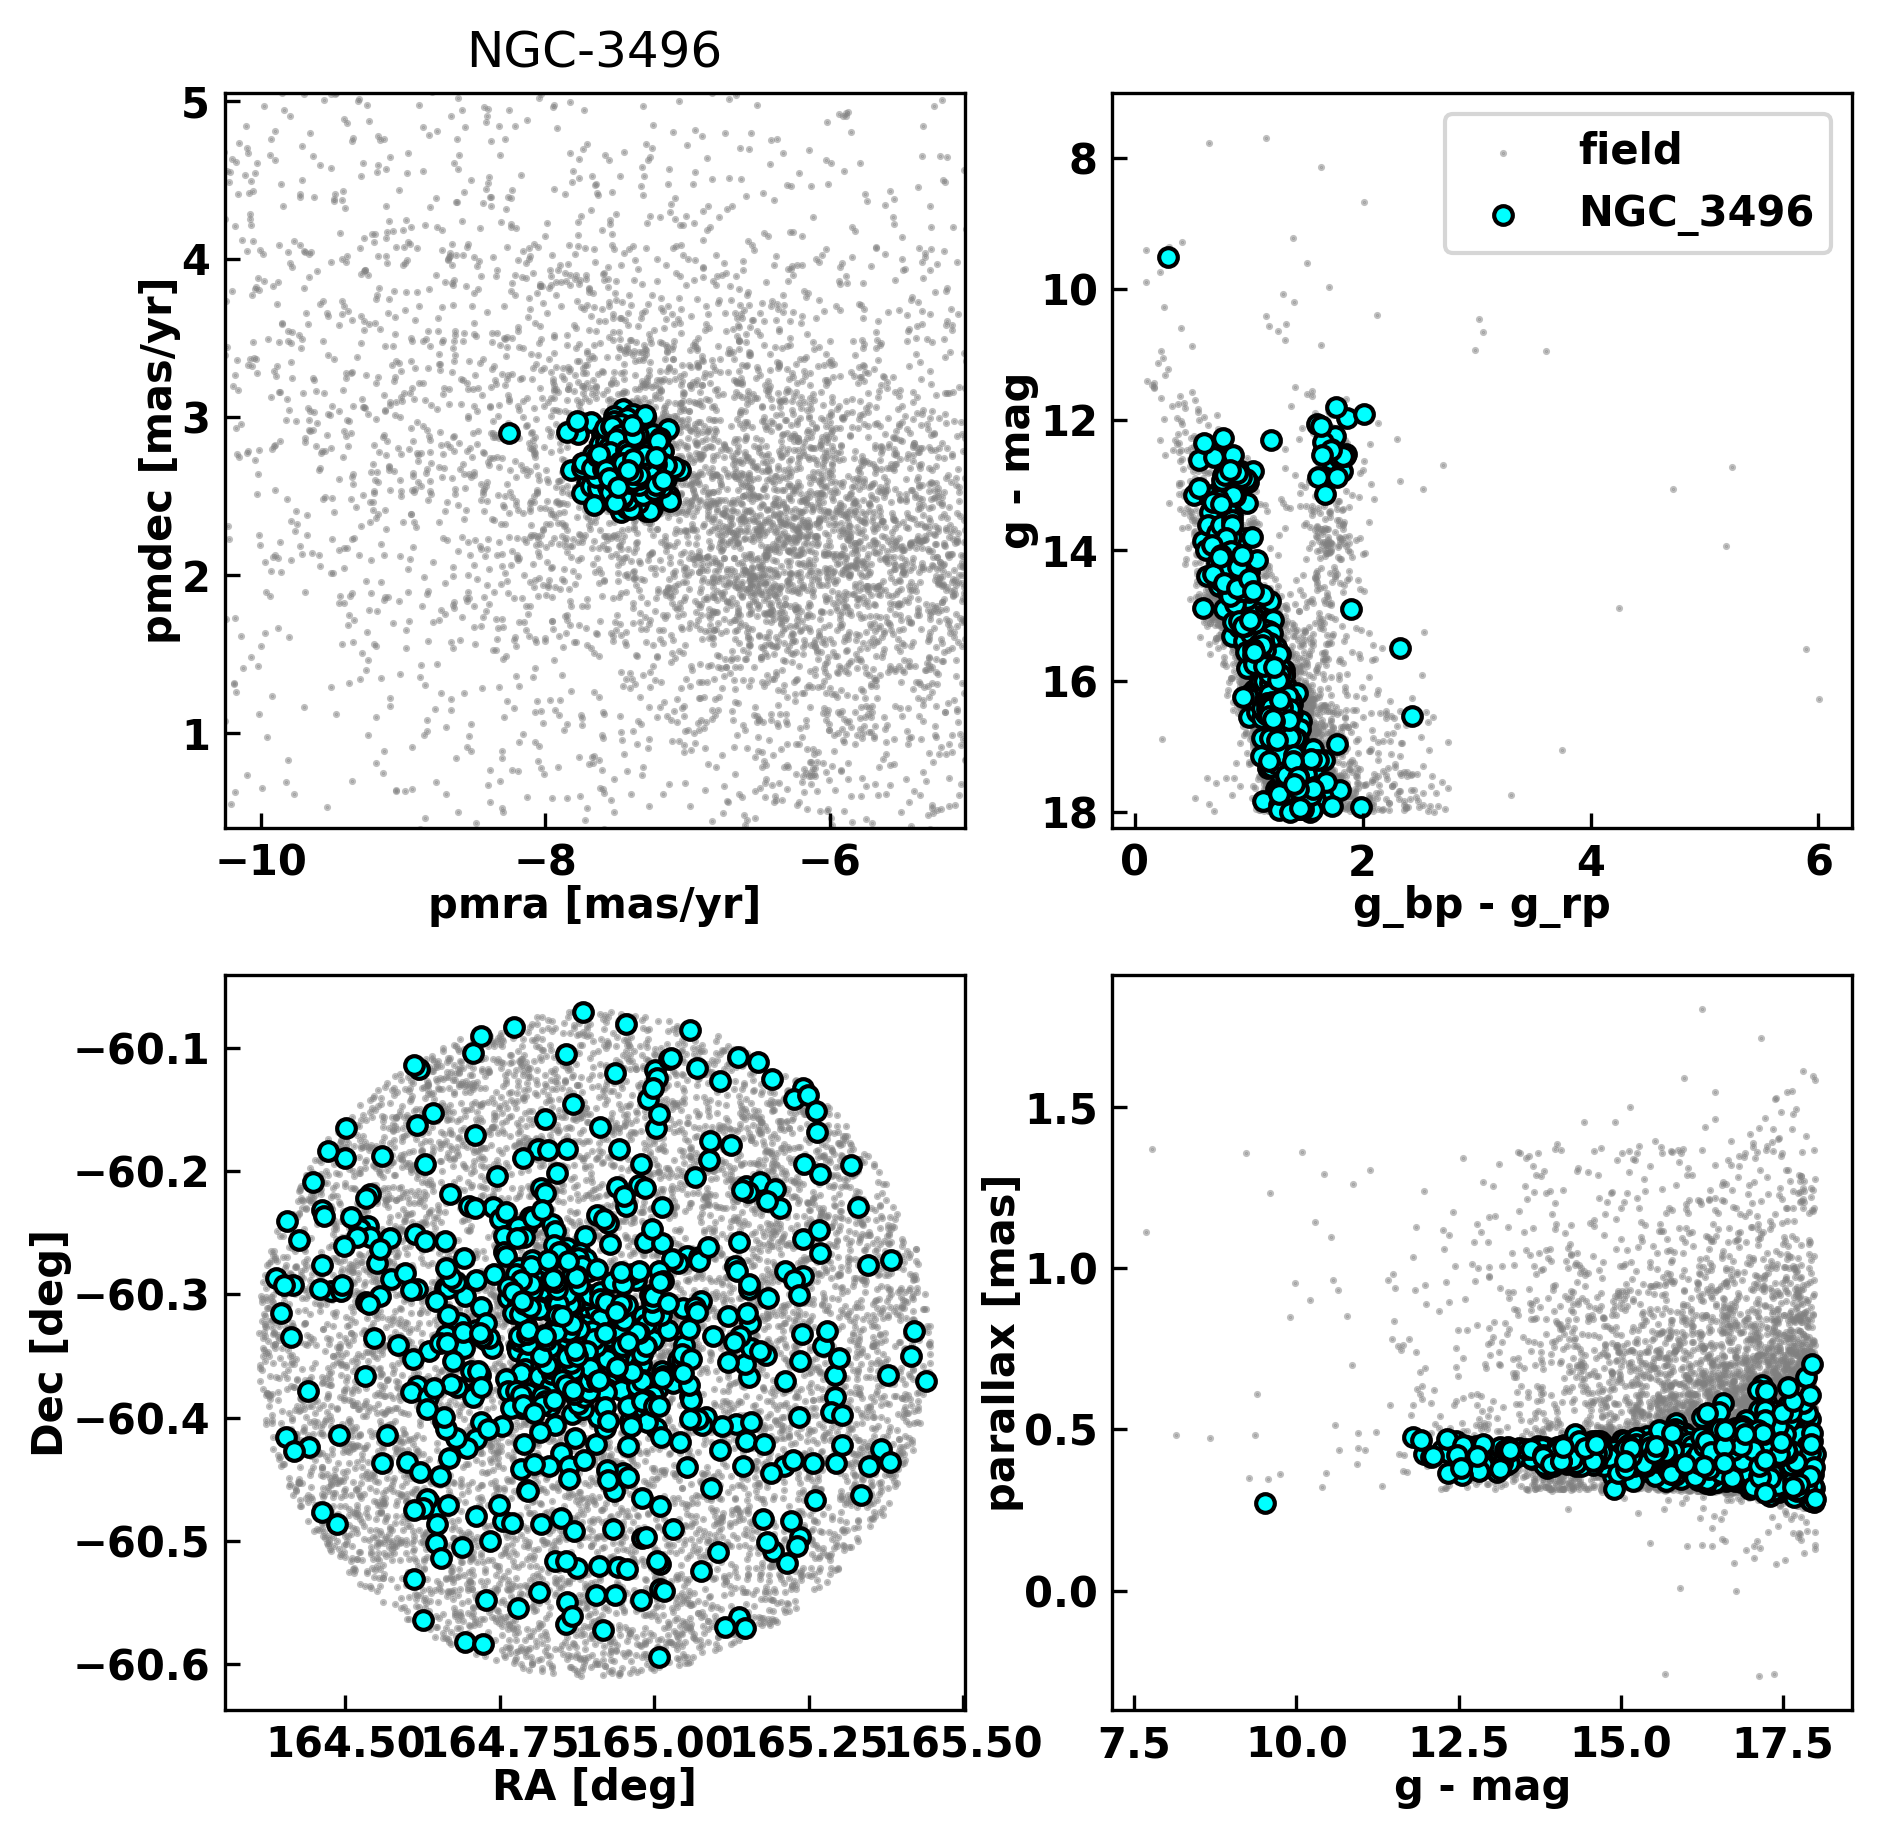 NGC-3496
5
4
3
2
1
pmdec [mas/yr]
−10 −8 −6
pmra [mas/yr]
field
NGC_3496
8
10
12
14
16
18
g - mag
0 2 4 6
g_bp - g_rp
−60.1
−60.2
−60.3
−60.4
−60.5
−60.6
Dec [deg]
164.50 164.75 165.00 165.25 165.50
RA [deg]
1.5
1.0
0.5
0.0
parallax [mas]
7.5 10.0 12.5 15.0 17.5
g - mag